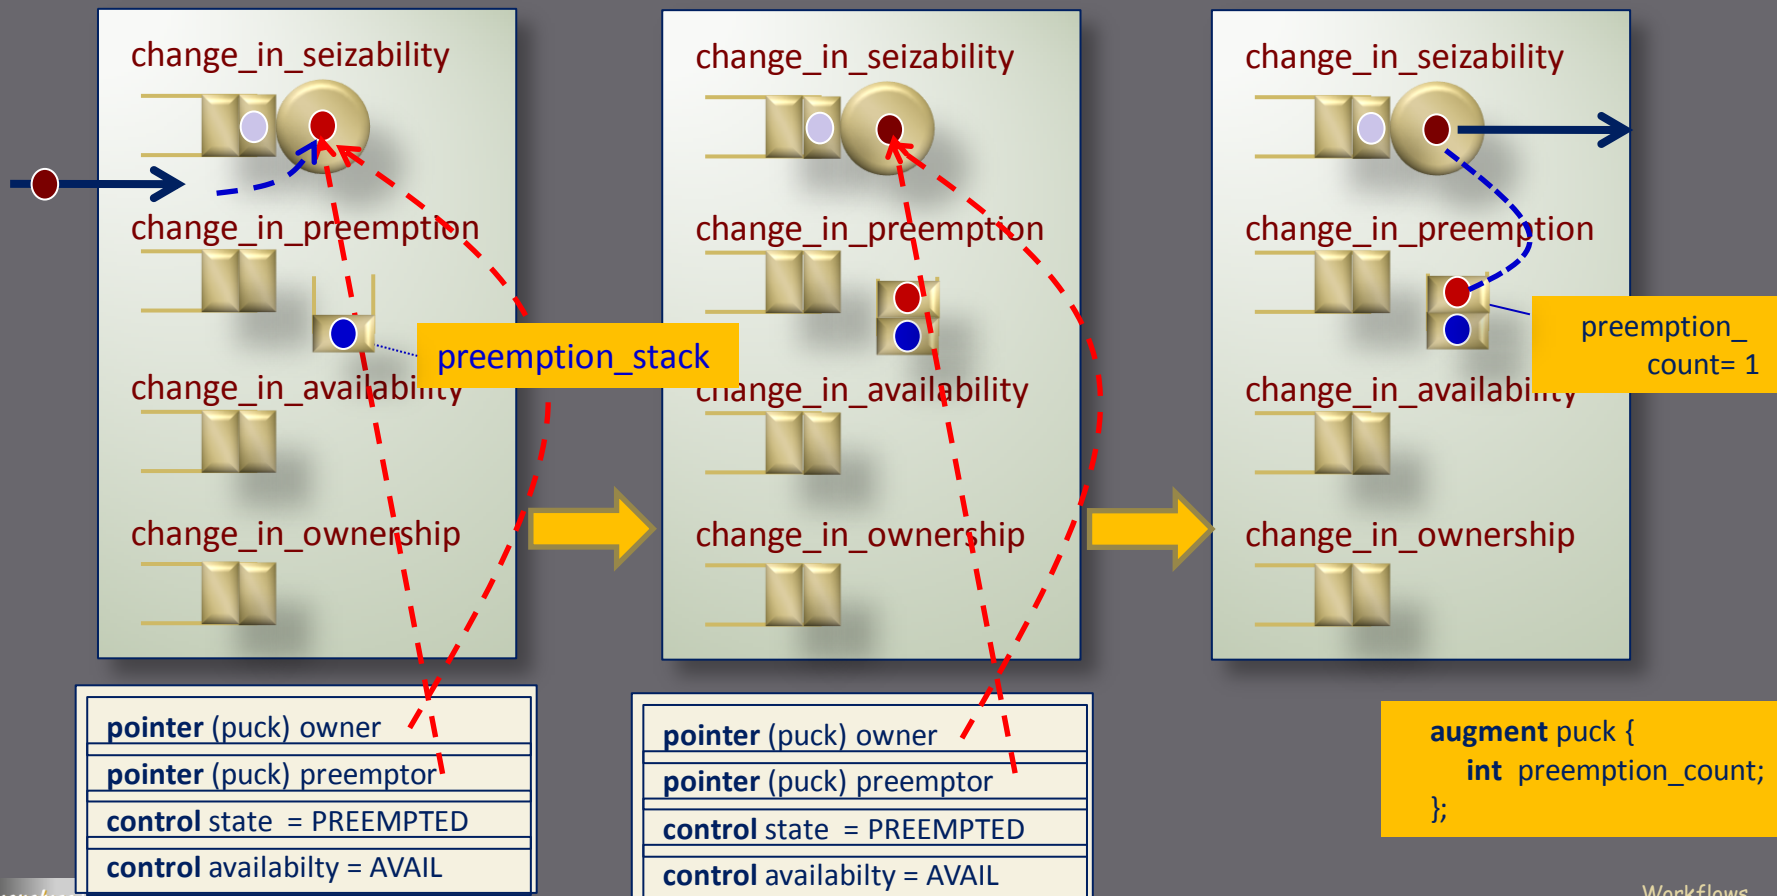 change_in_seizability
change_in_preemption
preemption_stack
change_in_availability
change_in_ownership
pointer (puck) owner
pointer (puck) preemptor
control state = PREEMPTED
control availabilty = AVAIL
change_in_seizability
change_in_preemption
change_in_availability
change_in_ownership
pointer (puck) owner
pointer (puck) preemptor
control state = PREEMPTED
control availabilty = AVAIL
change_in_seizability
change_in_preemption
preemption_
count= 1
change_in_availability
change_in_ownership
augment puck {
int preemption_count;
};
Workflows